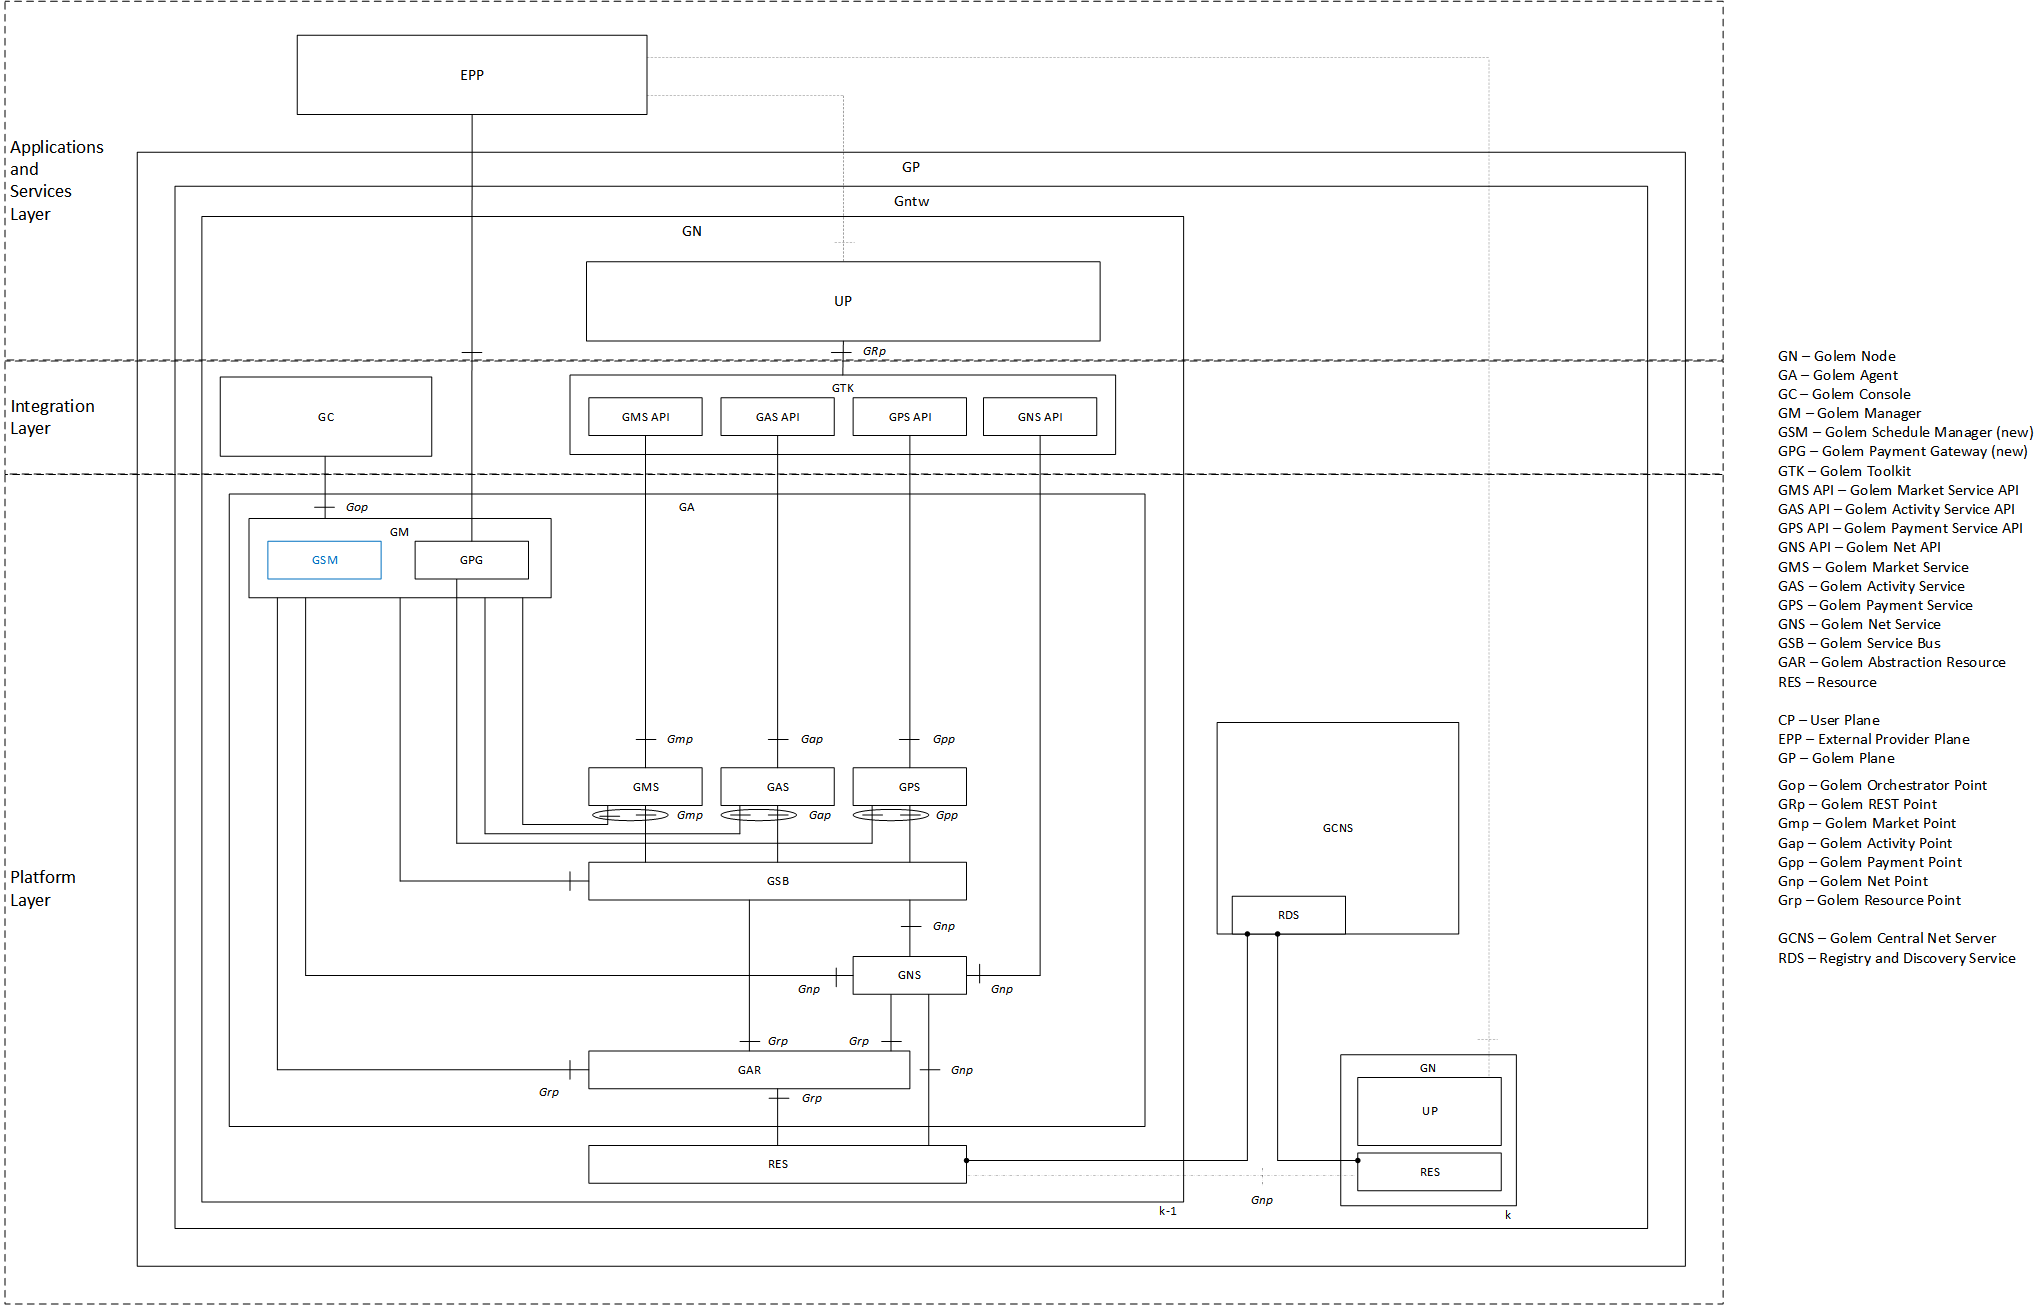 EPP
Applications
and
Services
Layer
GP
Gntw
GN
UP
GRp
Integration
Layer
GC
GTK
GMS API
GAS API
GPS API
GNS API
Gop
GA
GM
GSM
GPG
Gmp
Gap
Gpp
GMS
GAS
GPS
Gmp
Gap
Gpp
Platform
Layer
GSB
Gnp
GNS
Gnp
Gnp
Grp
Grp
GAR
Gnp
Grp
Grp
RES
k-1
GCNS
RDS
GN
UP
RES
Gnp
k
GN – Golem Node
GA – Golem Agent
GC – Golem Console
GM – Golem Manager
GSM – Golem Schedule Manager (new)
GPG – Golem Payment Gateway (new)
GTK – Golem Toolkit
GMS API – Golem Market Service API
GAS API – Golem Activity Service API
GPS API – Golem Payment Service API
GNS API – Golem Net API
GMS – Golem Market Service
GAS – Golem Activity Service
GPS – Golem Payment Service
GNS – Golem Net Service
GSB – Golem Service Bus
GAR – Golem Abstraction Resource
RES – Resource
CP – User Plane
EPP – External Provider Plane
GP – Golem Plane
Gop – Golem Orchestrator Point
GRp – Golem REST Point
Gmp – Golem Market Point
Gap – Golem Activity Point
Gpp – Golem Payment Point
Gnp – Golem Net Point
Grp – Golem Resource Point
GCNS – Golem Central Net Server
RDS – Registry and Discovery Service